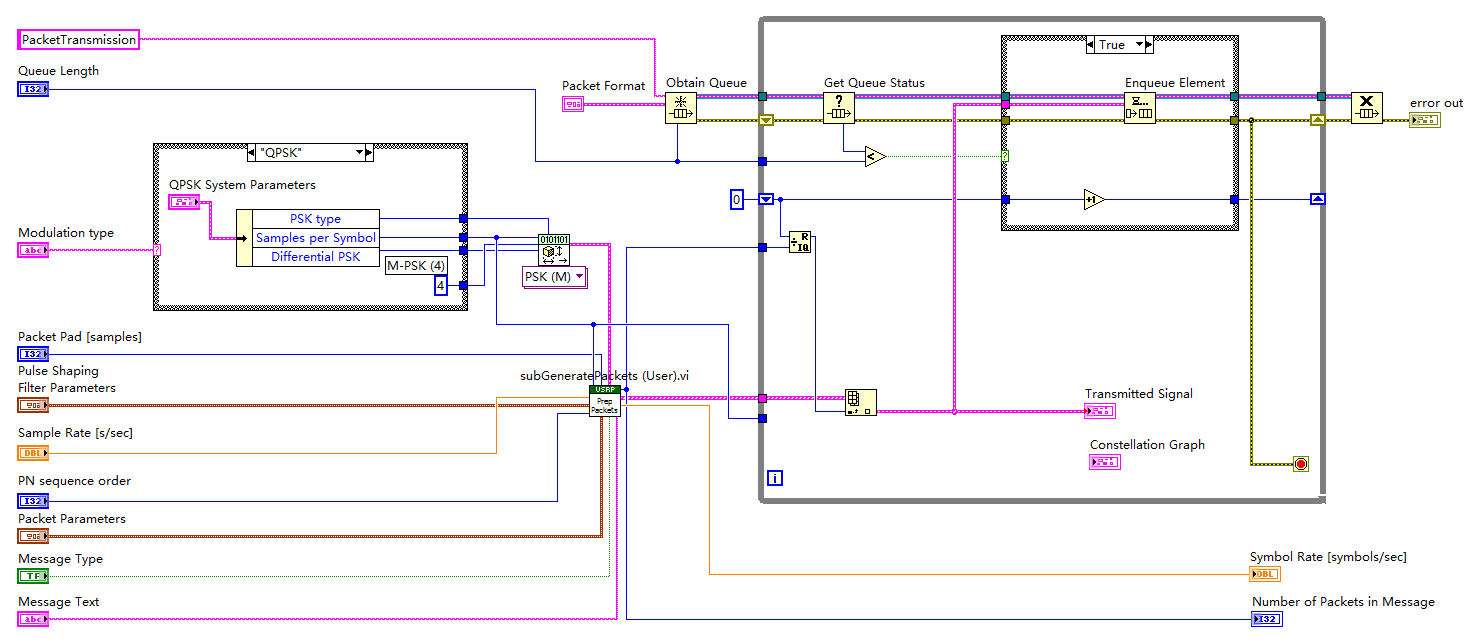 PacketTransmission
Queue Length
I32
Packet Format
Obtain Queue
Get Queue Status
True
Enqueue Element
error out
"QPSK"
QPSK System Parameters
PSK type
Samples per Symbol
Differential PSK
M-PSK (4)
4
Modulation type
abc
0101101
PSK (M)
0
+1
R
IQ
Packet Pad [samples]
I32
Pulse Shaping
Filter Parameters
subGeneratePackets (User).vi
USRP
Prep
Packets
Sample Rate [s/sec]
DBL
PN sequence order
I32
Packet Parameters
Message Type
TF
Message Text
abc
Transmitted Signal
Constellation Graph
i
Symbol Rate [symbols/sec]
DBL
Number of Packets in Message
I32